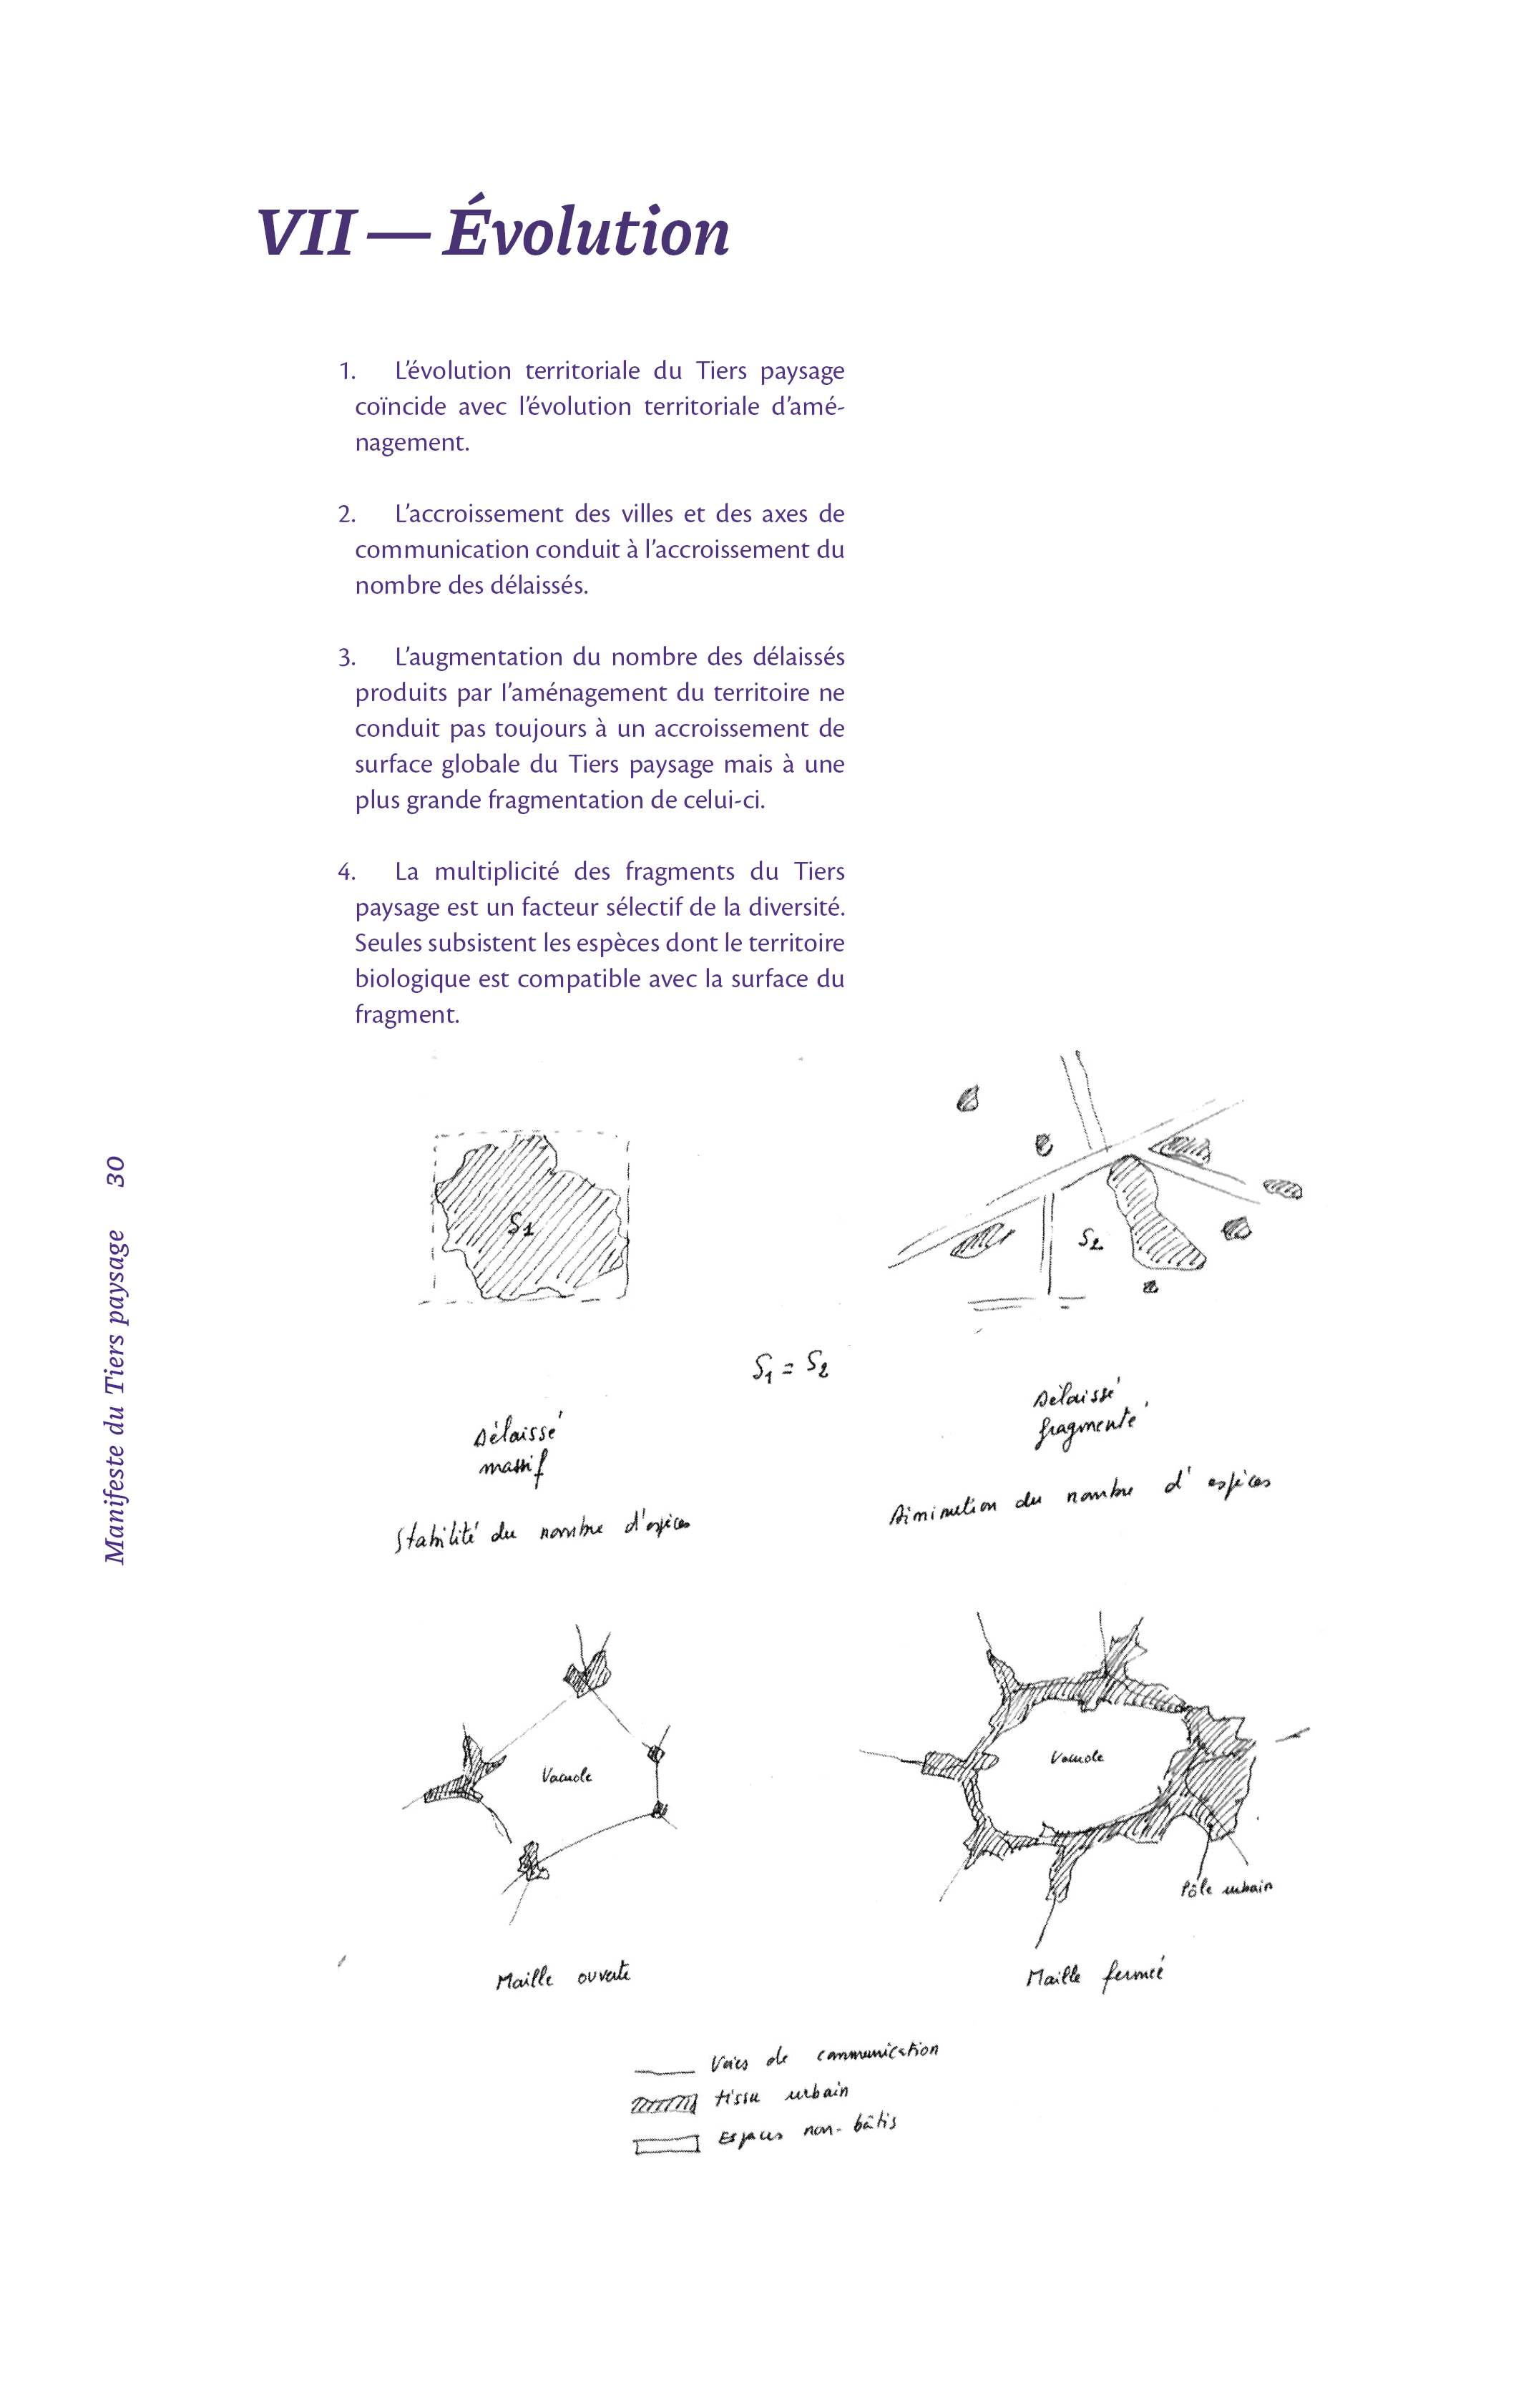 VII — Évolution
1. L’évolution territoriale du Tiers paysage
coïncide avec l’évolution territoriale d’amé-
nagement.
2. L’accroissement des villes et des axes de
communication conduit à l’accroissement du
nombre des délaissés.
3. L’augmentation du nombre des délaissés
produits par l’aménagement du territoire ne
conduit pas toujours à un accroissement de
surface globale du Tiers paysage mais à une
plus grande fragmentation de celui-ci.
4. La multiplicité des fragments du Tiers
paysage est un facteur sélectif de la diversité.
Seules subsistent les espèces dont le territoire
biologique est compatible avec la surface du
fragment.
S1
S2
S1 = S2
Délaissé
massif
Stabilité du nombre d'espèces
Délaissé
fragmenté
Diminution du nombre d'espèces
Vacuole
Maille ouverte
Vacuole
Pôle urbain
Maille fermée
Voies de communication
tissu urbain
Espaces non-bâtis
Manifeste du Tiers paysage 30